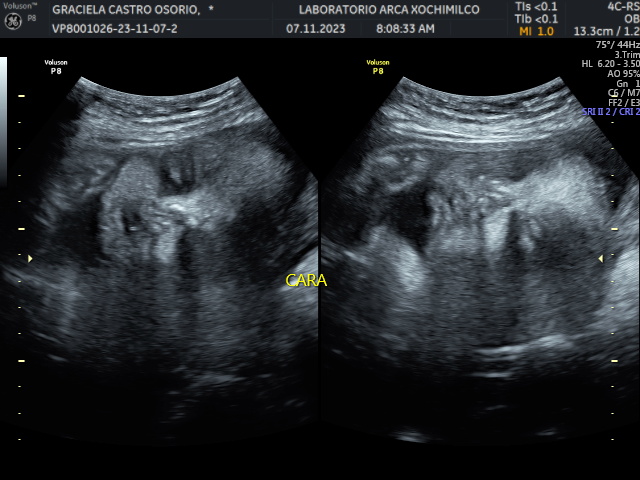 Voluson™
P8
GRACIELA CASTRO OSORIO, *
LABORATORIO ARCA XOCHIMILCO
VP8001026-23-11-07-2
07.11.2023
8:08:33 AM
TIs <0.1
TIb <0.1
MI 1.0
4C-RS
OB
13.3cm / 1.2
75°/ 44Hz
3.Trim
HL 6.20 - 3.50
AO 95%
Gn 1
C6 / M7
FF2 / E3
SRI II 2 / CRI 2
Voluson
P8
Voluson
P8
CARA